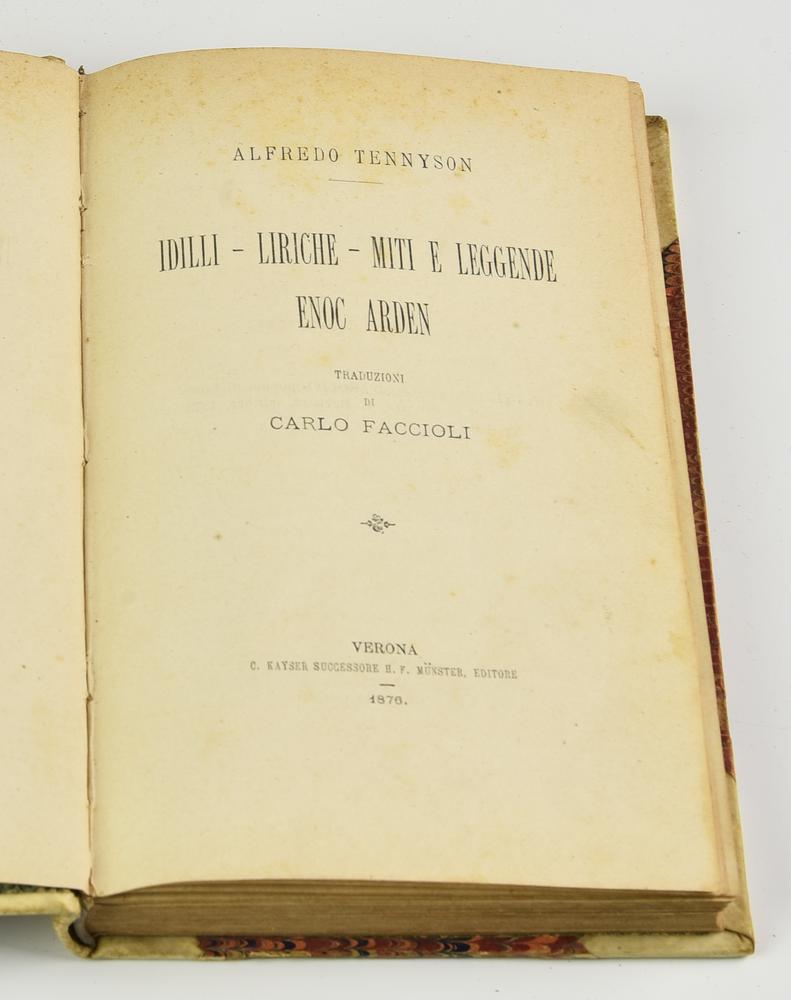 ALFREDO TENNYSON
IDILLI - LIRICHE - MITI E LEGGENDE
ENOC ARDEN
TRADUZIONI
DI
CARLO FACCIOLI
VERONA
C. KAYSER SUCCESSORE H. F. MÜNSTER, EDITORE
1876.